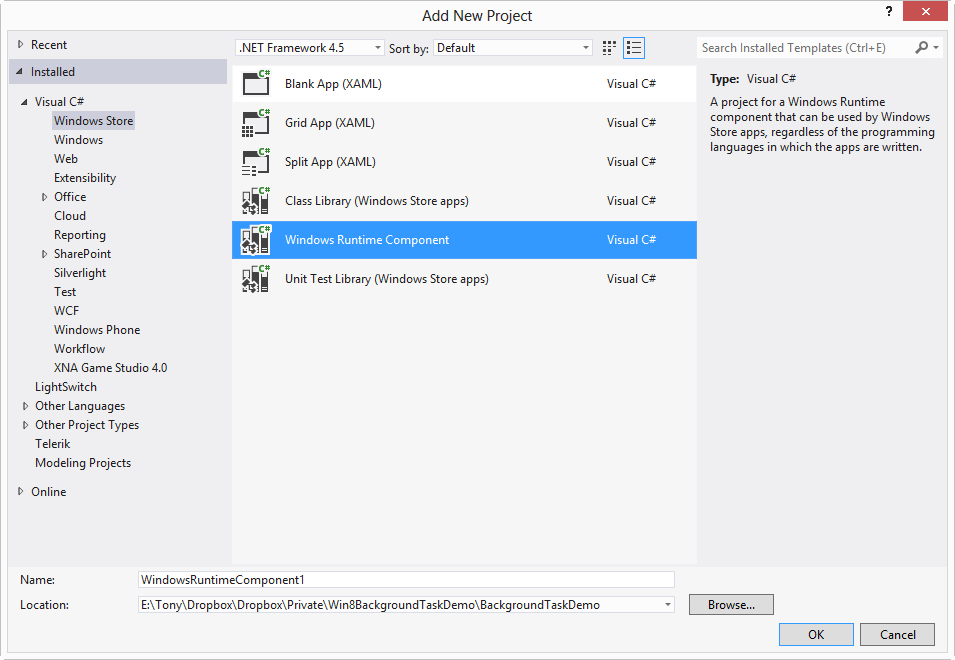 Add New Project
?
Recent
Installed
Visual C#
Windows Store
Windows
Web
Extensibility
Office
Cloud
Reporting
SharePoint
Silverlight
Test
WCF
Windows Phone
Workflow
XNA Game Studio 4.0
LightSwitch
Other Languages
Other Project Types
Telerik
Modeling Projects
Online
.NET Framework 4.5 Sort by: Default
C# Blank App (XAML) Visual C#
C# Grid App (XAML) Visual C#
C# Split App (XAML) Visual C#
C# Class Library (Windows Store apps) Visual C#
C# Windows Runtime Component Visual C#
C# Unit Test Library (Windows Store apps) Visual C#
Search Installed Templates (Ctrl+E)
Type: Visual C#
A project for a Windows Runtime
component that can be used by Windows
Store apps, regardless of the programming
languages in which the apps are written.
Name: WindowsRuntimeComponent1
Location: E:\Tony\Dropbox\Dropbox\Private\Win8BackgroundTaskDemo\BackgroundTaskDemo Browse...
OK Cancel